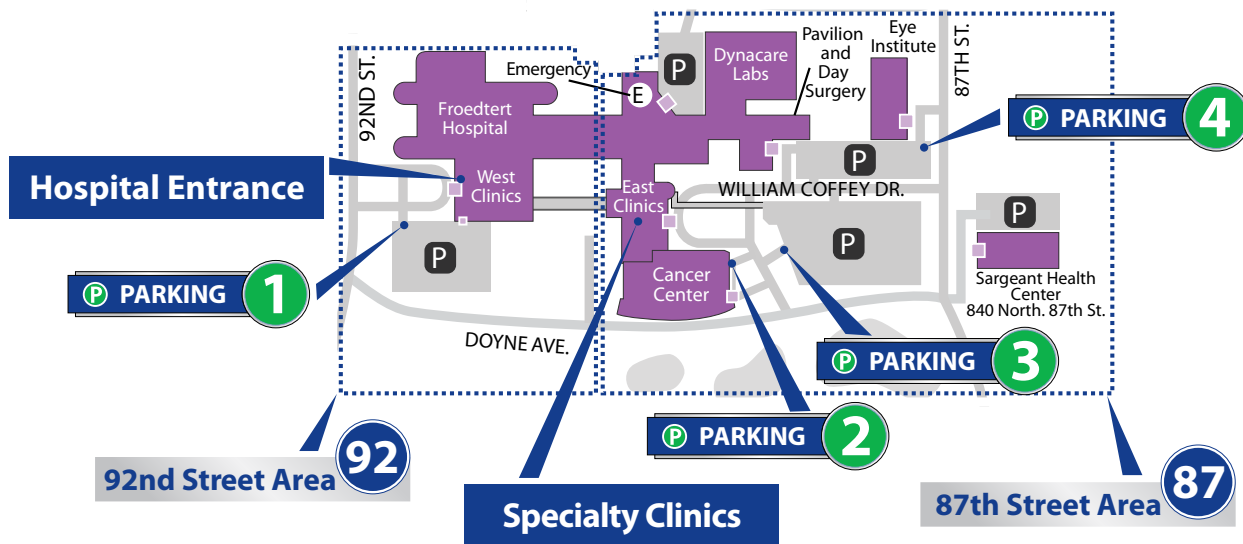 92ND ST.
Emergency
E
P
Dynacare
Labs
Pavilion
and
Day
Surgery
Eye
Institute
87TH ST.
Froedtert
Hospital
P PARKING 4
P
Hospital Entrance
West
Clinics
East
Clinics
WILLIAM COFFEY DR.
P
P
P
P PARKING 1
Cancer
Center
Sargeant Health
Center
840 North. 87th St.
DOYNE AVE.
P PARKING 3
P PARKING 2
92nd Street Area 92
Specialty Clinics
87th Street Area 87